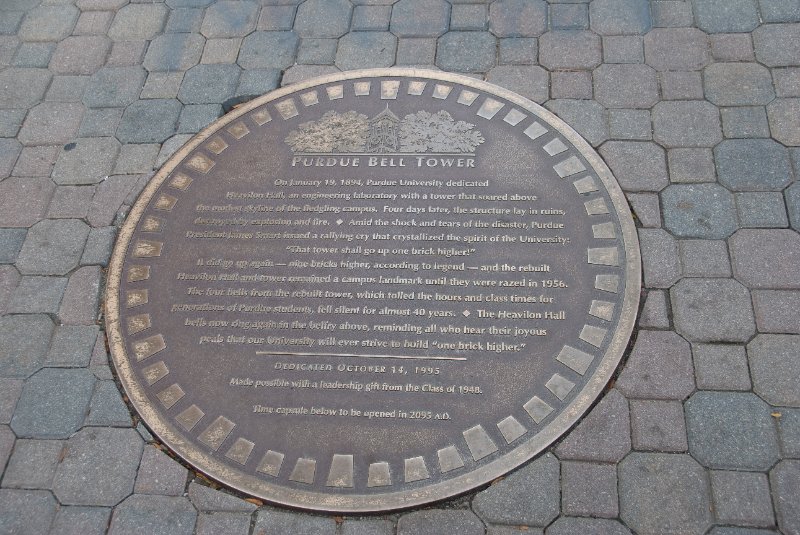 PURDUE BELL TOWER
On January 19, 1894, Purdue University dedicated
Heavilon Hall, an engineering laboratory with a tower that soared above
the modest skyline of the fledgling campus. Four days later, the structure lay in ruins,
destroyed by explosion and fire. ◆ Amid the shock and tears of the disaster, Purdue
President James Smart issued a rallying cry that crystallized the spirit of the University:
"That tower shall go up one brick higher!"
It did go up again — nine bricks higher, according to legend — and the rebuilt
Heavilon Hall and tower remained a campus landmark until they were razed in 1956.
The four bells from the rebuilt tower, which tolled the hours and class times for
generations of Purdue students, fell silent for almost 40 years. ◆ The Heavilon Hall
bells now ring again in the belfry above, reminding all who hear their joyous
peals that our University will ever strive to build "one brick higher."
DEDICATED OCTOBER 14, 1995
Made possible with a leadership gift from the Class of 1948.
Time capsule below to be opened in 2095 A.D.